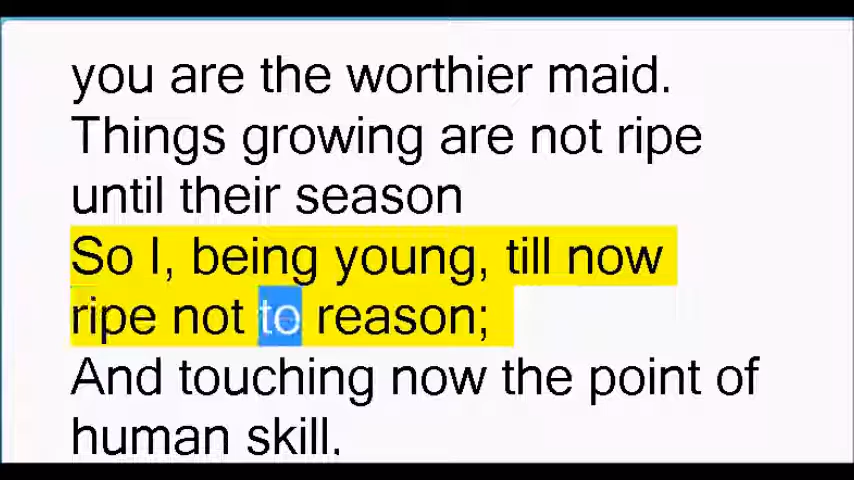 you are the worthier maid.
Things growing are not ripe
until their season
So I, being young, till now
ripe not to reason;
And touching now the point of
human skill.